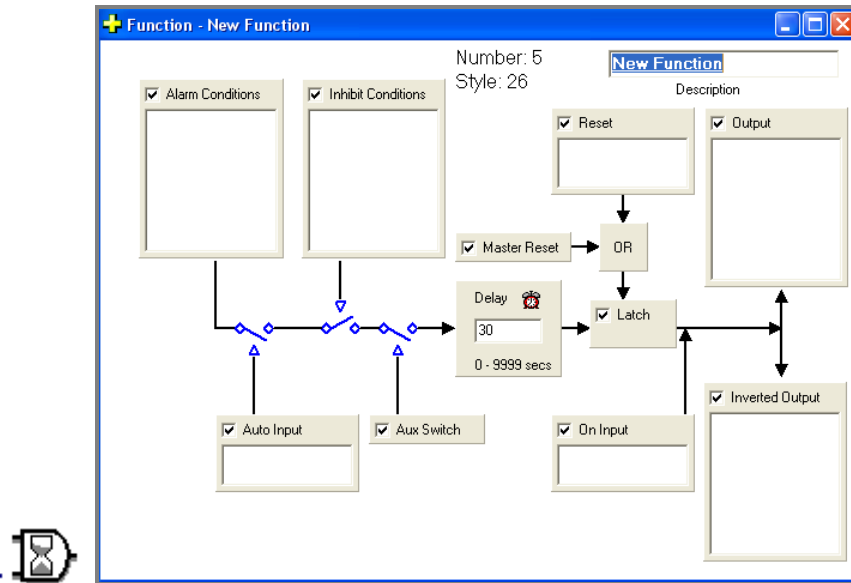 Function - New Function
Number: 5
Style: 26
New Function
Description
Alarm Conditions
Inhibit Conditions
Reset
Output
Master Reset
OR
Delay
30
0 - 9999 secs
Latch
Auto Input
Aux Switch
On Input
Inverted Output